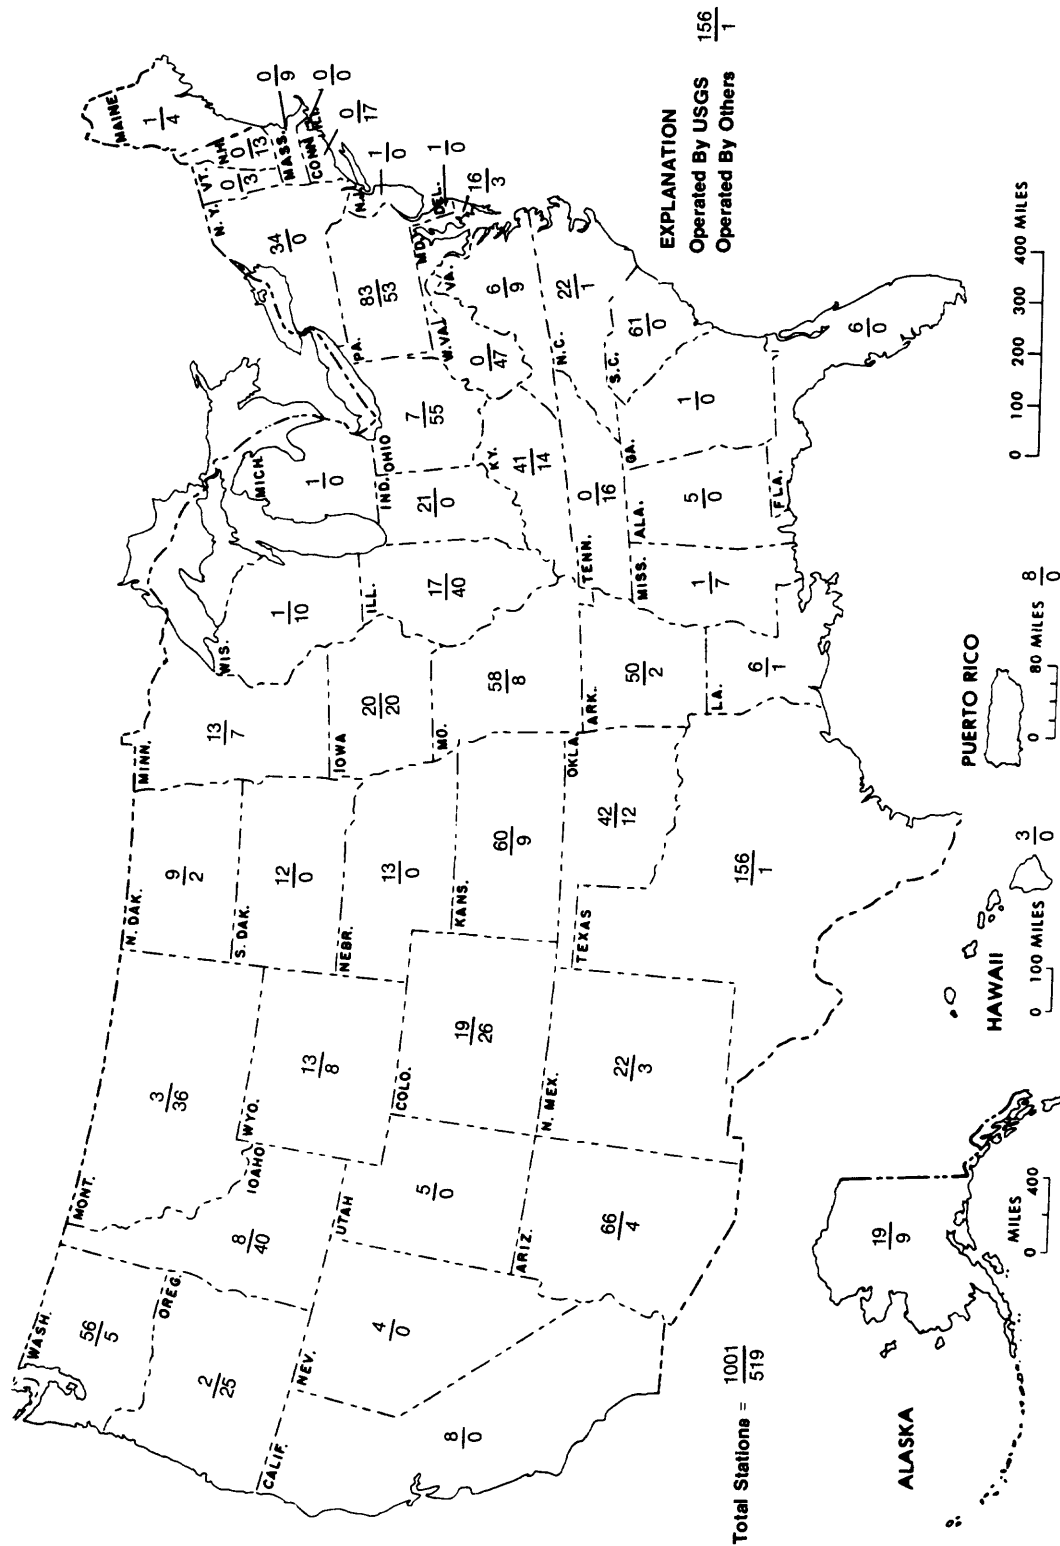 WASH.
56
5
OREG.
2
25
CALIF.
8
0
NEV.
4
0
IDAHO
8
40
MONT.
3
36
WYO.
13
8
UTAH
5
0
ARIZ.
66
4
COLO.
19
26
N. MEX.
22
3
N. DAK.
9
2
S. DAK.
12
0
NEBR.
13
0
KANS.
60
9
OKLA.
42
12
TEXAS
156
1
MINN.
13
7
IOWA
20
20
MO.
58
8
ARK.
50
2
LA.
6
1
WIS.
1
10
ILL.
17
40
MICH.
1
0
IND.
21
0
OHIO
7
55
KY.
41
14
TENN.
0
16
MISS.
1
7
ALA.
5
0
GA.
1
0
FLA.
6
0
S.C.
61
0
N.C.
22
1
VA.
6
9
W.VA.
0
47
MD.
16
3
DEL.
1
0
PA.
83
53
N.J.
1
0
N.Y.
34
0
CONN
0
17
R.I.
0
0
MASS.
0
9
VT.
0
3
N.H.
0
13
MAINE
1
4
EXPLANATION
Operated By USGS 156
Operated By Others 1
Total Stations = 1001
519
ALASKA
19
9
MILES
0 400
HAWAII
3
0
0 100 MILES
PUERTO RICO
8
0
0 80 MILES
0 100 200 300 400 MILES